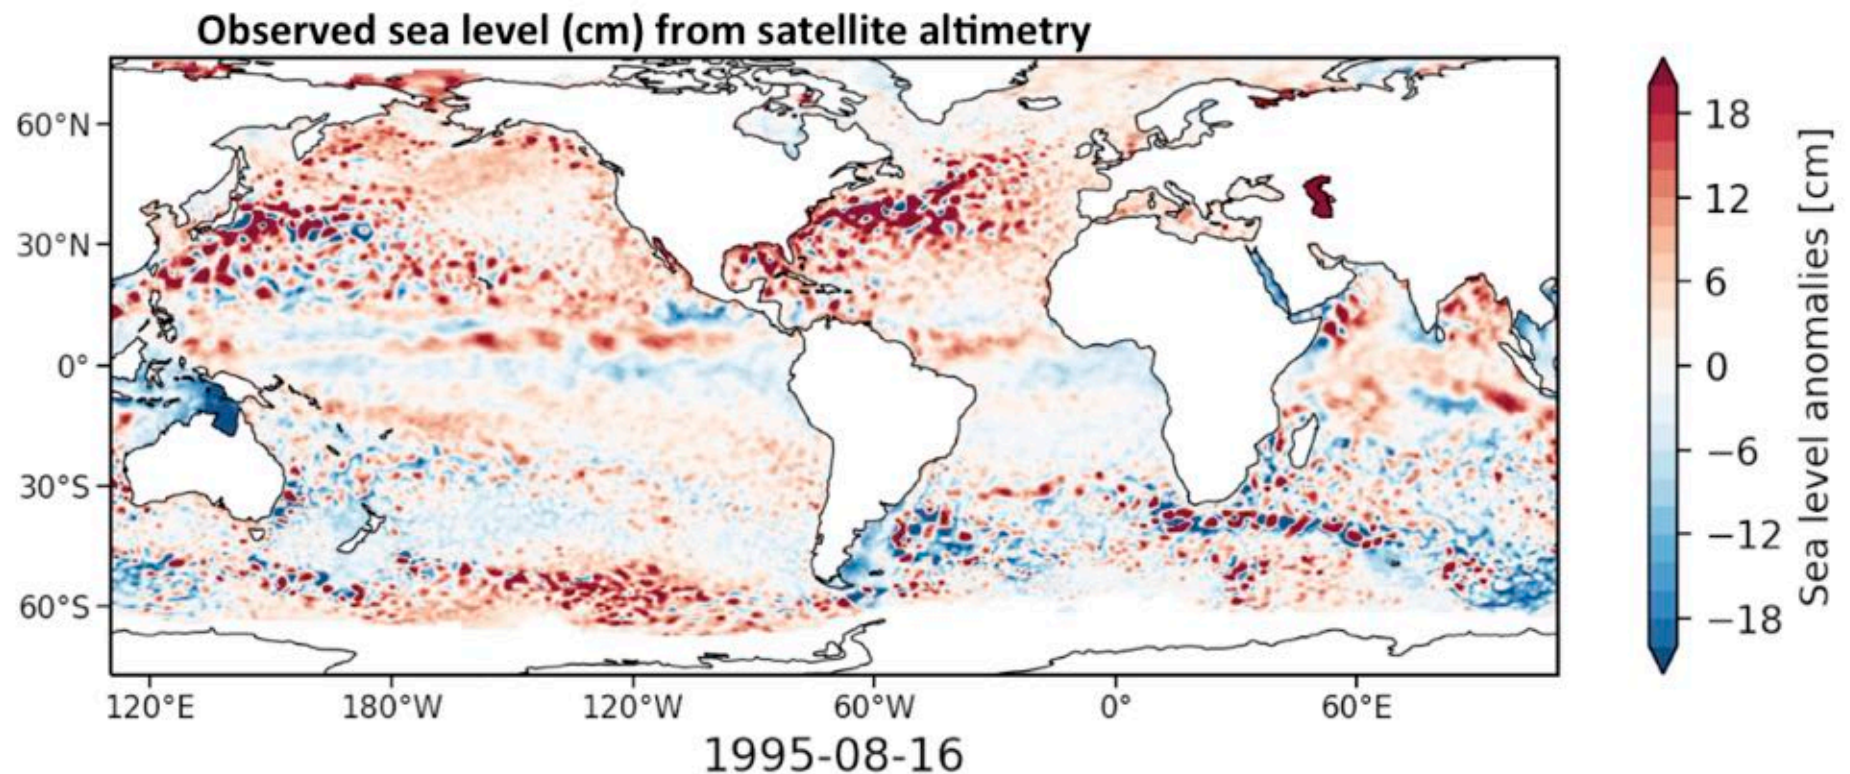 Observed sea level (cm) from satellite altimetry
60°N
30°N
0°
30°S
60°S
120°E 180°W 120°W 60°W 0° 60°E
1995-08-16
18
12
6
0
−6
−12
−18
Sea level anomalies [cm]